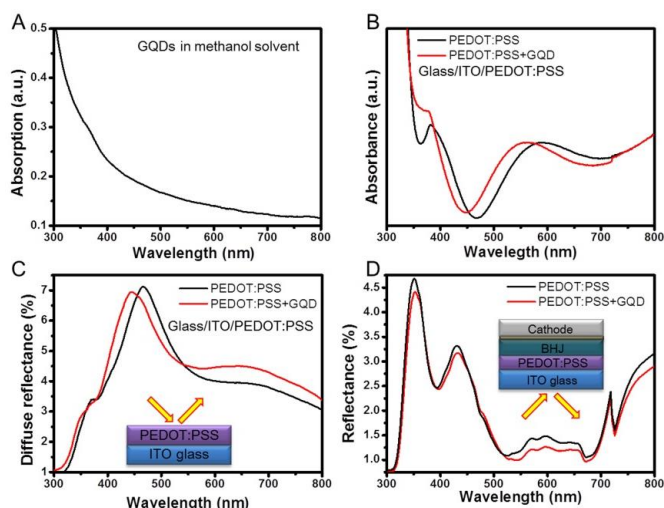 A
GQDs in methanol solvent
Absorption (a.u.)
0.5
0.4
0.3
0.2
0.1
300 400 500 600 700 800
Wavelength (nm)
B
PEDOT:PSS
PEDOT:PSS+GQD
Glass/ITO/PEDOT:PSS
Absorbance (a.u.)
300 400 500 600 700 800
Wavelegth (nm)
C
PEDOT:PSS
PEDOT:PSS+GQD
Glass/ITO/PEDOT:PSS
Diffuse reflectance (%)
7
6
5
4
3
2
1
PEDOT:PSS
ITO glass
300 400 500 600 700 800
Wavelength (nm)
D
PEDOT:PSS
PEDOT:PSS+GQD
Reflectance (%)
4.5
4.0
3.5
3.0
2.5
2.0
1.5
1.0
Cathode
BHJ
PEDOT:PSS
ITO glass
300 400 500 600 700 800
Wavelength (nm)